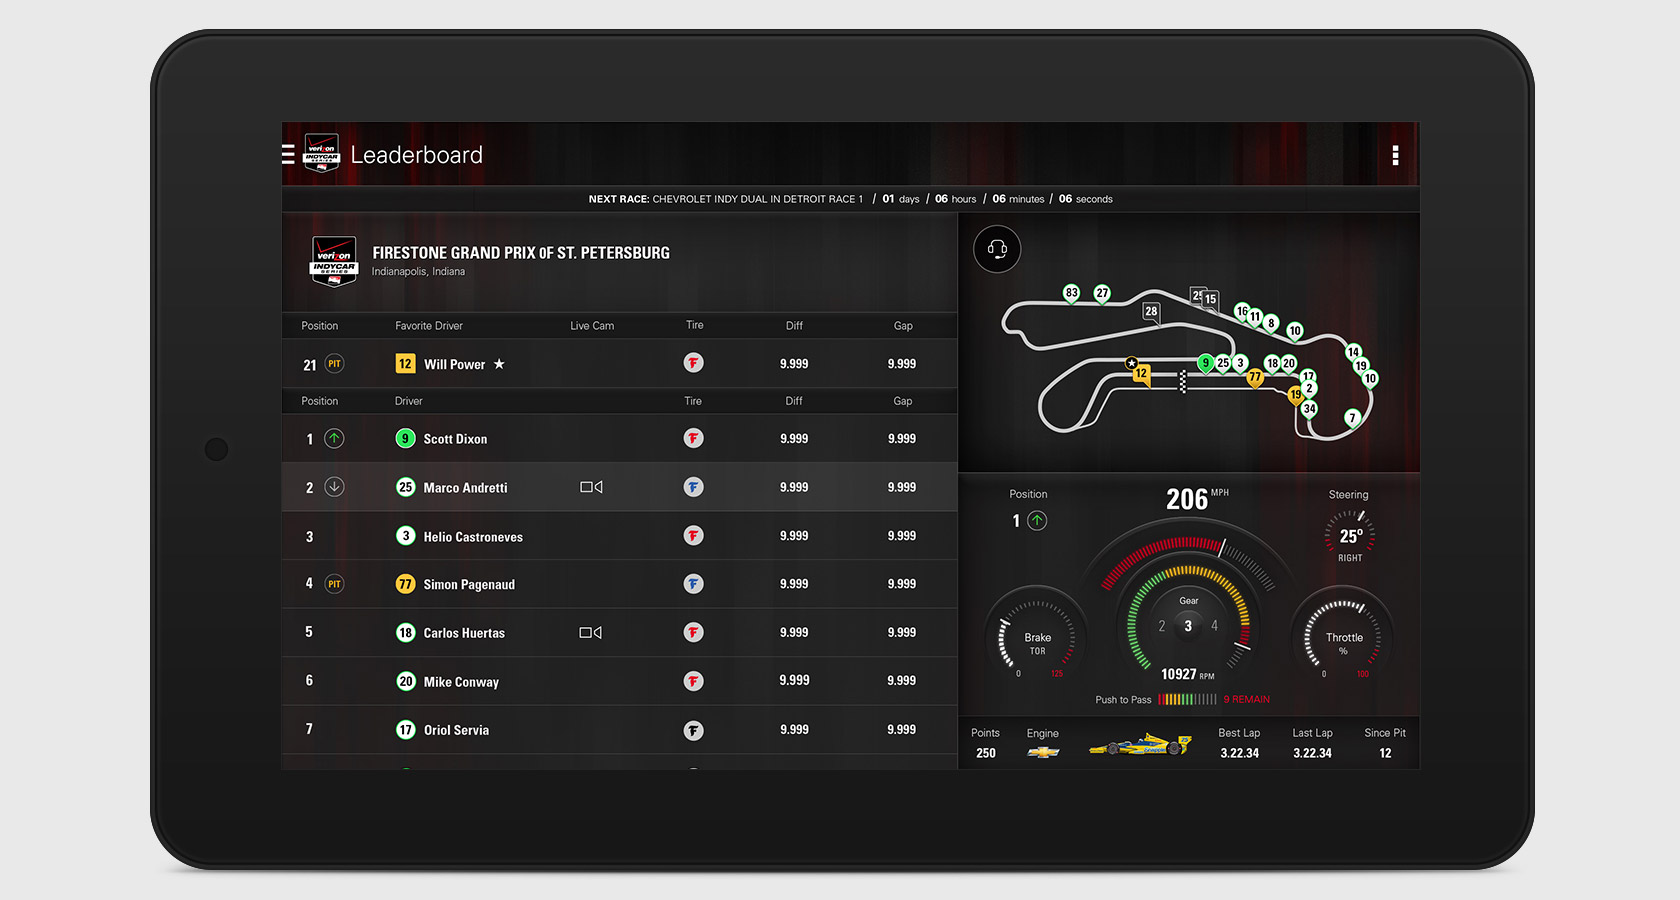 verizon
INDYCAR
SERIES
Leaderboard
NEXT RACE: CHEVROLET INDY DUAL IN DETROIT RACE 1 / 01 days / 06 hours / 06 minutes / 06 seconds
verizon
INDYCAR
SERIES
FIRESTONE GRAND PRIX OF ST. PETERSBURG
Indianapolis, Indiana
Position Favorite Driver Live Cam Tire Diff Gap
21 PIT 12 Will Power ★ F 9.999 9.999
Position Driver Tire Diff Gap
1 9 Scott Dixon F 9.999 9.999
2 25 Marco Andretti F 9.999 9.999
3 3 Helio Castroneves F 9.999 9.999
4 PIT 77 Simon Pagenaud F 9.999 9.999
5 18 Carlos Huertas F 9.999 9.999
6 20 Mike Conway F 9.999 9.999
7 17 Oriol Servia F 9.999 9.999
83 27 28 25 15 16 11 8 10
14 19 10
12 9 25 3 77 18 20 17 2 19 34 7
Position
1
206 MPH
Steering
25°
RIGHT
Brake
TOR
0 125
Gear
2 3 4
10927 RPM
Throttle
%
0 100
Push to Pass 9 REMAIN
Points
250
Engine
Best Lap
3.22.34
Last Lap
3.22.34
Since Pit
12